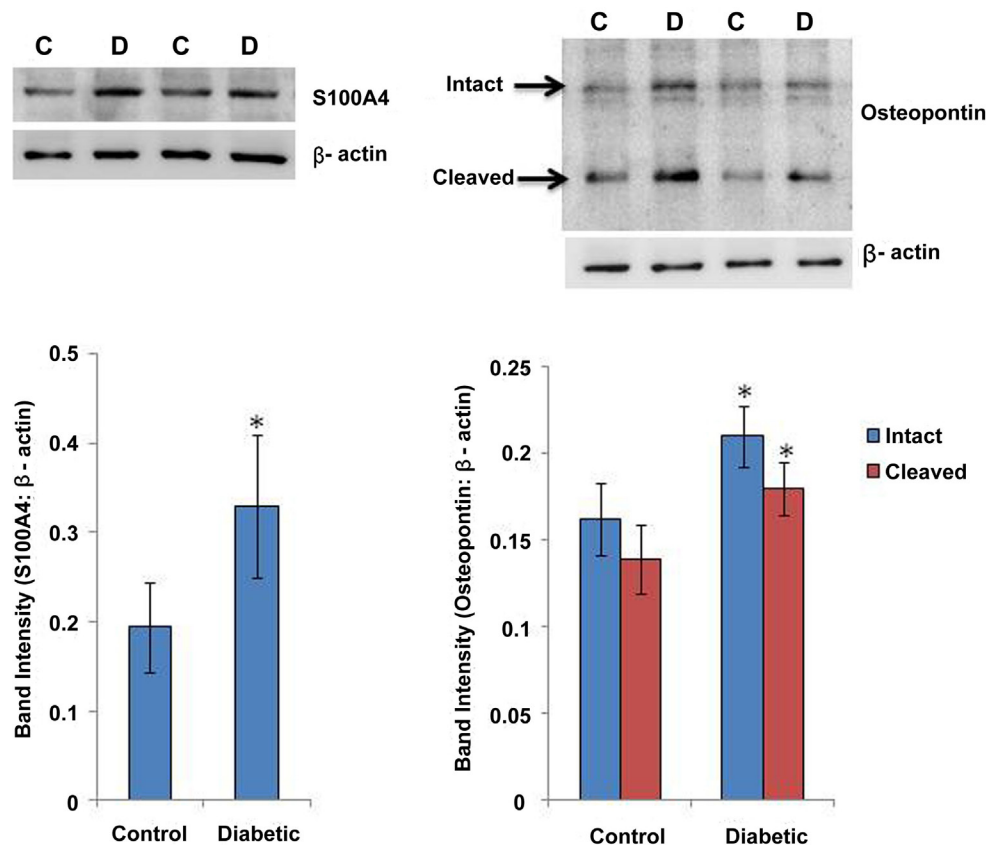 C D C D
S100A4
β- actin
C D C D
Intact
Osteopontin
Cleaved
β- actin
Band Intensity (S100A4: β - actin)
0.5
0.4
0.3
0.2
0.1
0
*
Control Diabetic
Band Intensity (Osteopontin: β - actin)
0.25
0.2
0.15
0.1
0.05
0
*
*
Control Diabetic
Intact
Cleaved